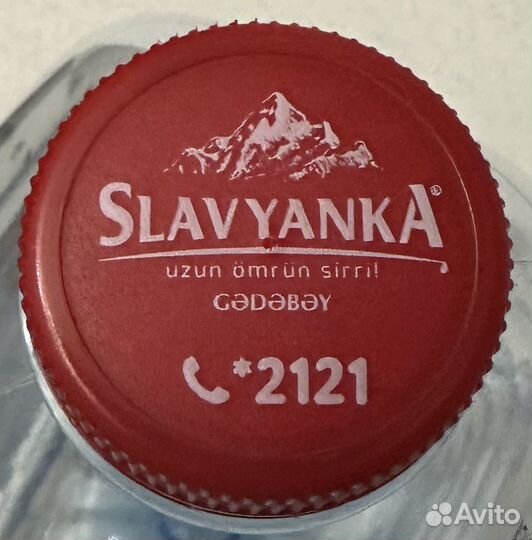 SLAVYANKA®
uzun ömrün sirri!
GƏDƏBƏY
*2121
Avito